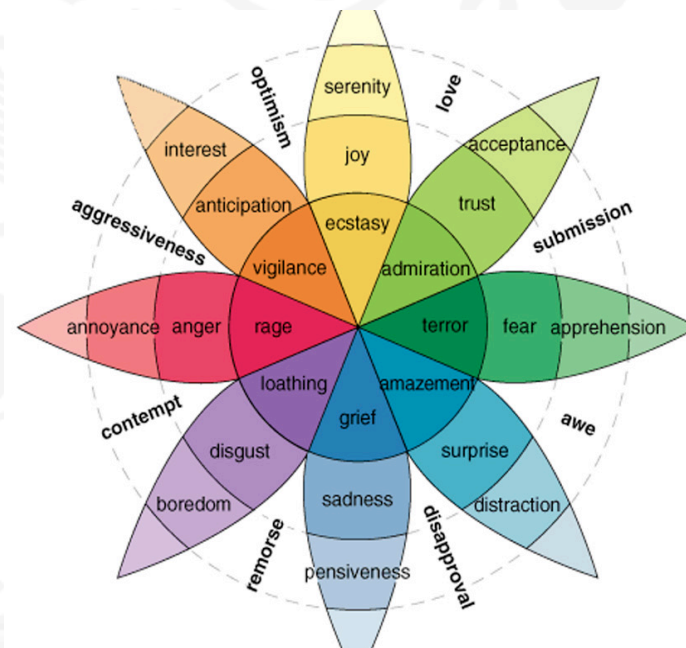 serenity
optimism
love
interest
acceptance
joy
anticipation
trust
aggressiveness
ecstasy
submission
vigilance
admiration
annoyance
anger
rage
terror
fear
apprehension
loathing
amazement
contempt
grief
awe
disgust
surprise
boredom
sadness
distraction
remorse
disapproval
pensiveness